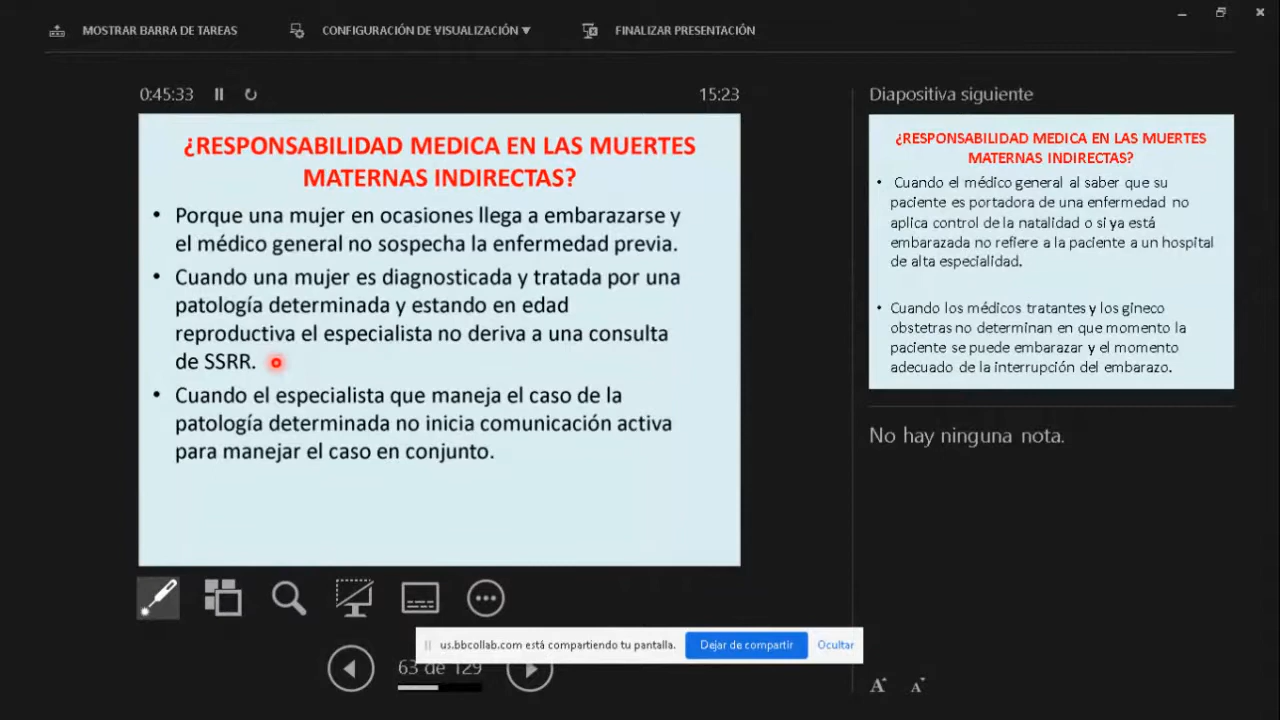 MOSTRAR BARRA DE TAREAS
CONFIGURACIÓN DE VISUALIZACIÓN ▼
FINALIZAR PRESENTACIÓN
0:45:33
15:23
¿RESPONSABILIDAD MEDICA EN LAS MUERTES
MATERNAS INDIRECTAS?
• Porque una mujer en ocasiones llega a embarazarse y
el médico general no sospecha la enfermedad previa.
• Cuando una mujer es diagnosticada y tratada por una
patología determinada y estando en edad
reproductiva el especialista no deriva a una consulta
de SSRR.
• Cuando el especialista que maneja el caso de la
patología determinada no inicia comunicación activa
para manejar el caso en conjunto.
us.bbcollab.com está compartiendo tu pantalla.
Dejar de compartir
Ocultar
63 de 129
Diapositiva siguiente
¿RESPONSABILIDAD MEDICA EN LAS MUERTES
MATERNAS INDIRECTAS?
• Cuando el médico general al saber que su
paciente es portadora de una enfermedad no
aplica control de la natalidad o si ya está
embarazada no refiere a la paciente a un hospital
de alta especialidad.
• Cuando los médicos tratantes y los gineco
obstetras no determinan en que momento la
paciente se puede embarazar y el momento
adecuado de la interrupción del embarazo.
No hay ninguna nota.
A A